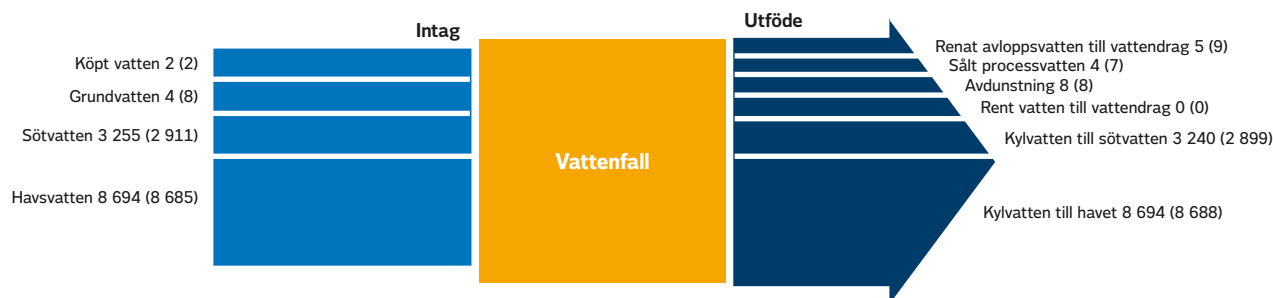 Intag
Köpt vatten 2 (2)
Grundvatten 4 (8)
Sötvatten 3 255 (2 911)
Havsvatten 8 694 (8 685)
Vattenfall
Utföde
Renat avloppsvatten till vattendrag 5 (9)
Sålt processvatten 4 (7)
Avdunstning 8 (8)
Rent vatten till vattendrag 0 (0)
Kylvatten till sötvatten 3 240 (2 899)
Kylvatten till havet 8 694 (8 688)